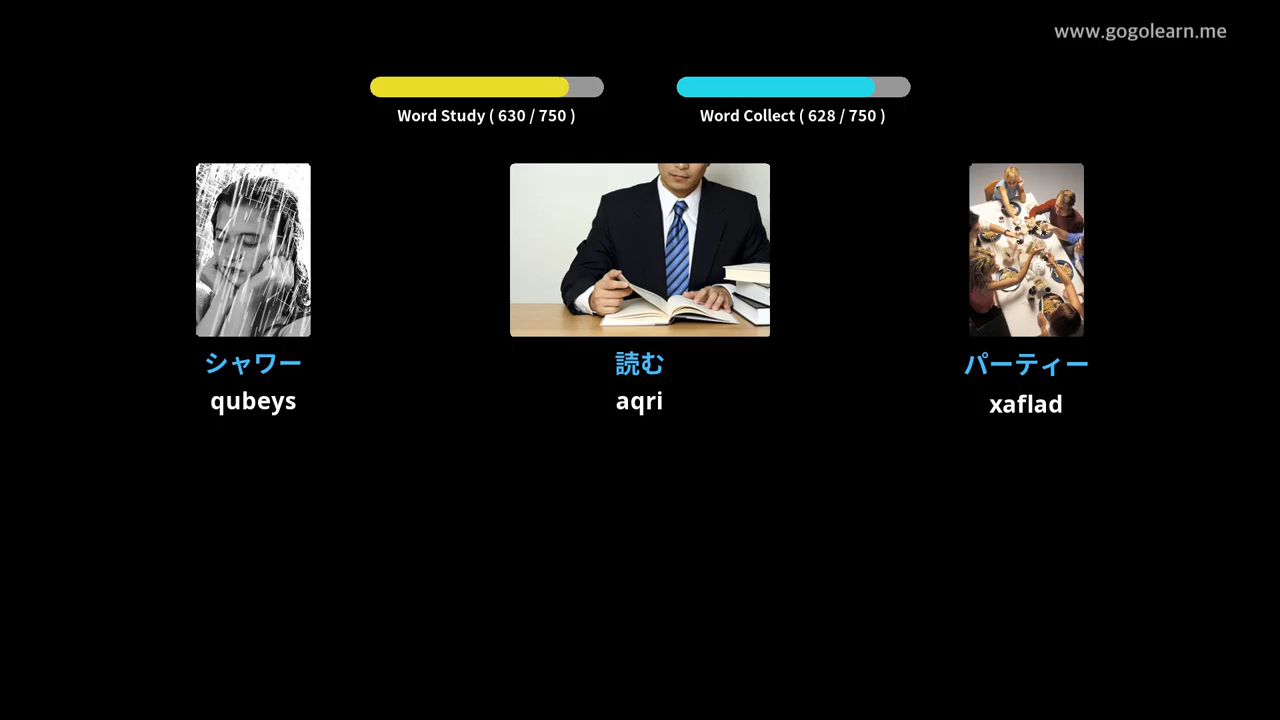 www.gogolearn.me
Word Study ( 630 / 750 )
Word Collect ( 628 / 750 )
シャワー
qubeys
読む
aqri
パーティー
xaflad